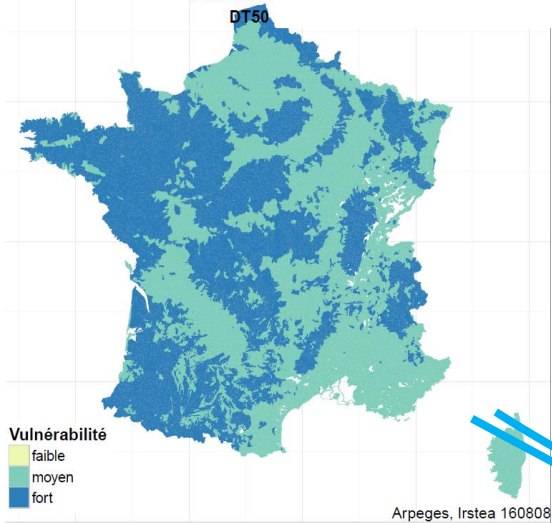 DT50
Vulnérabilité
faible
moyen
fort
Arpeges, Irstea 160808